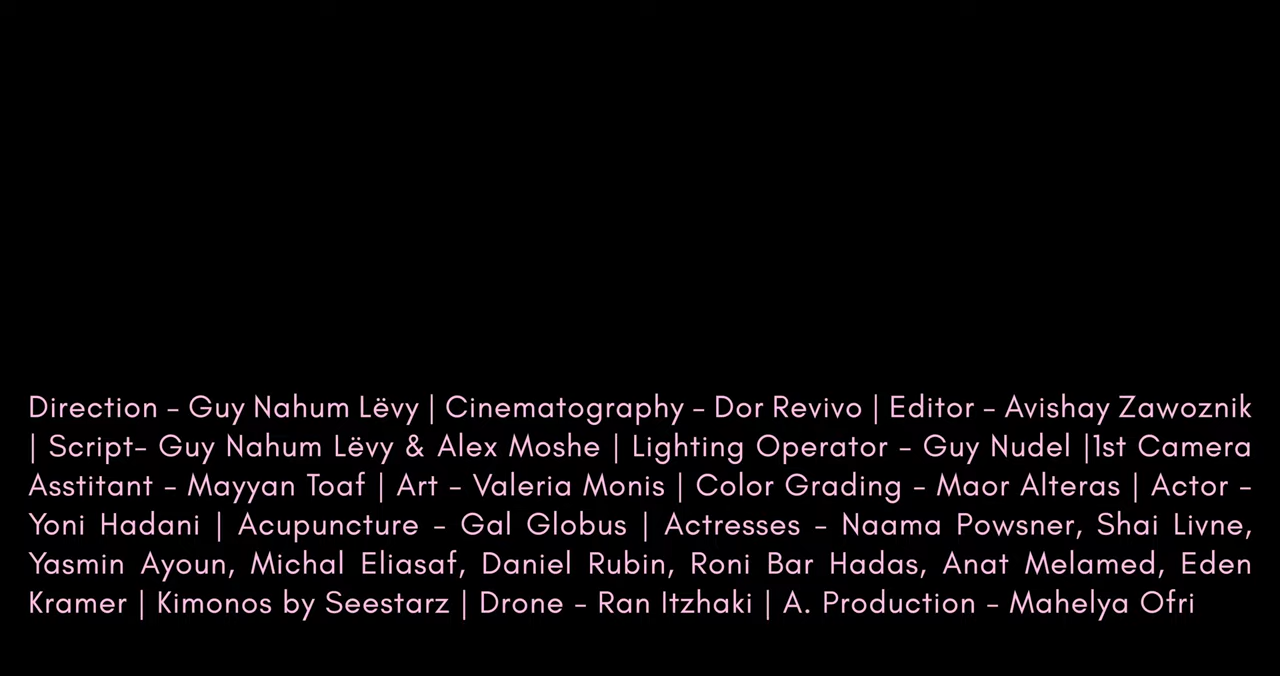 Direction - Guy Nahum Lëvy | Cinematography - Dor Revivo | Editor - Avishay Zawoznik
| Script- Guy Nahum Lëvy & Alex Moshe | Lighting Operator - Guy Nudel |1st Camera
Asstitant - Mayyan Toaf | Art - Valeria Monis | Color Grading - Maor Alteras | Actor -
Yoni Hadani | Acupuncture - Gal Globus | Actresses - Naama Powsner, Shai Livne,
Yasmin Ayoun, Michal Eliasaf, Daniel Rubin, Roni Bar Hadas, Anat Melamed, Eden
Kramer | Kimonos by Seestarz | Drone - Ran Itzhaki | A. Production - Mahelya Ofri